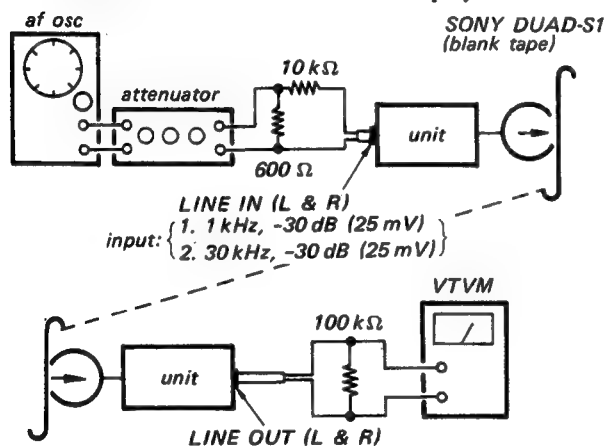 af osc
SONY DUAD-S1
(blank tape)
attenuator
10 kΩ
600 Ω
unit
LINE IN (L & R)
input: { 1. 1 kHz, -30 dB (25 mV)
2. 30 kHz, -30 dB (25 mV) }
VTVM
100 kΩ
unit
LINE OUT (L & R)